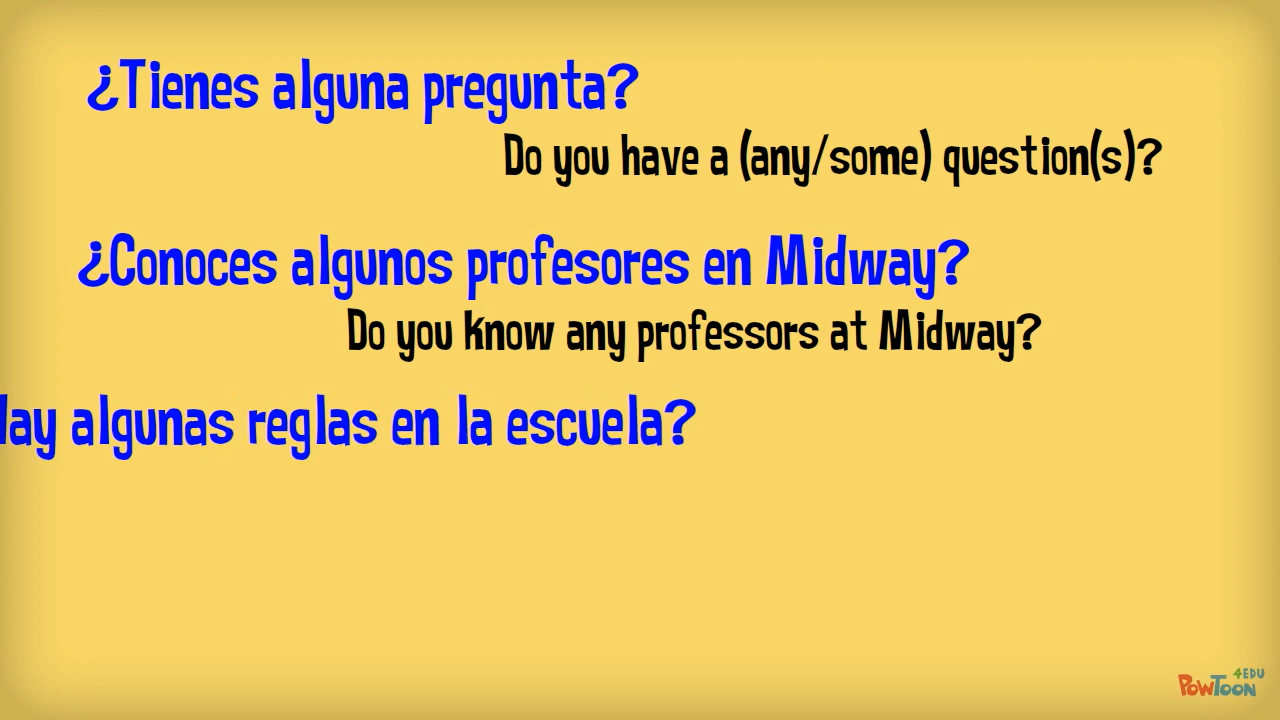 ¿Tienes alguna pregunta?
Do you have a (any/some) question(s)?
¿Conoces algunos profesores en Midway?
Do you know any professors at Midway?
algunas reglas en la escuela?
4EDU
POWTOON